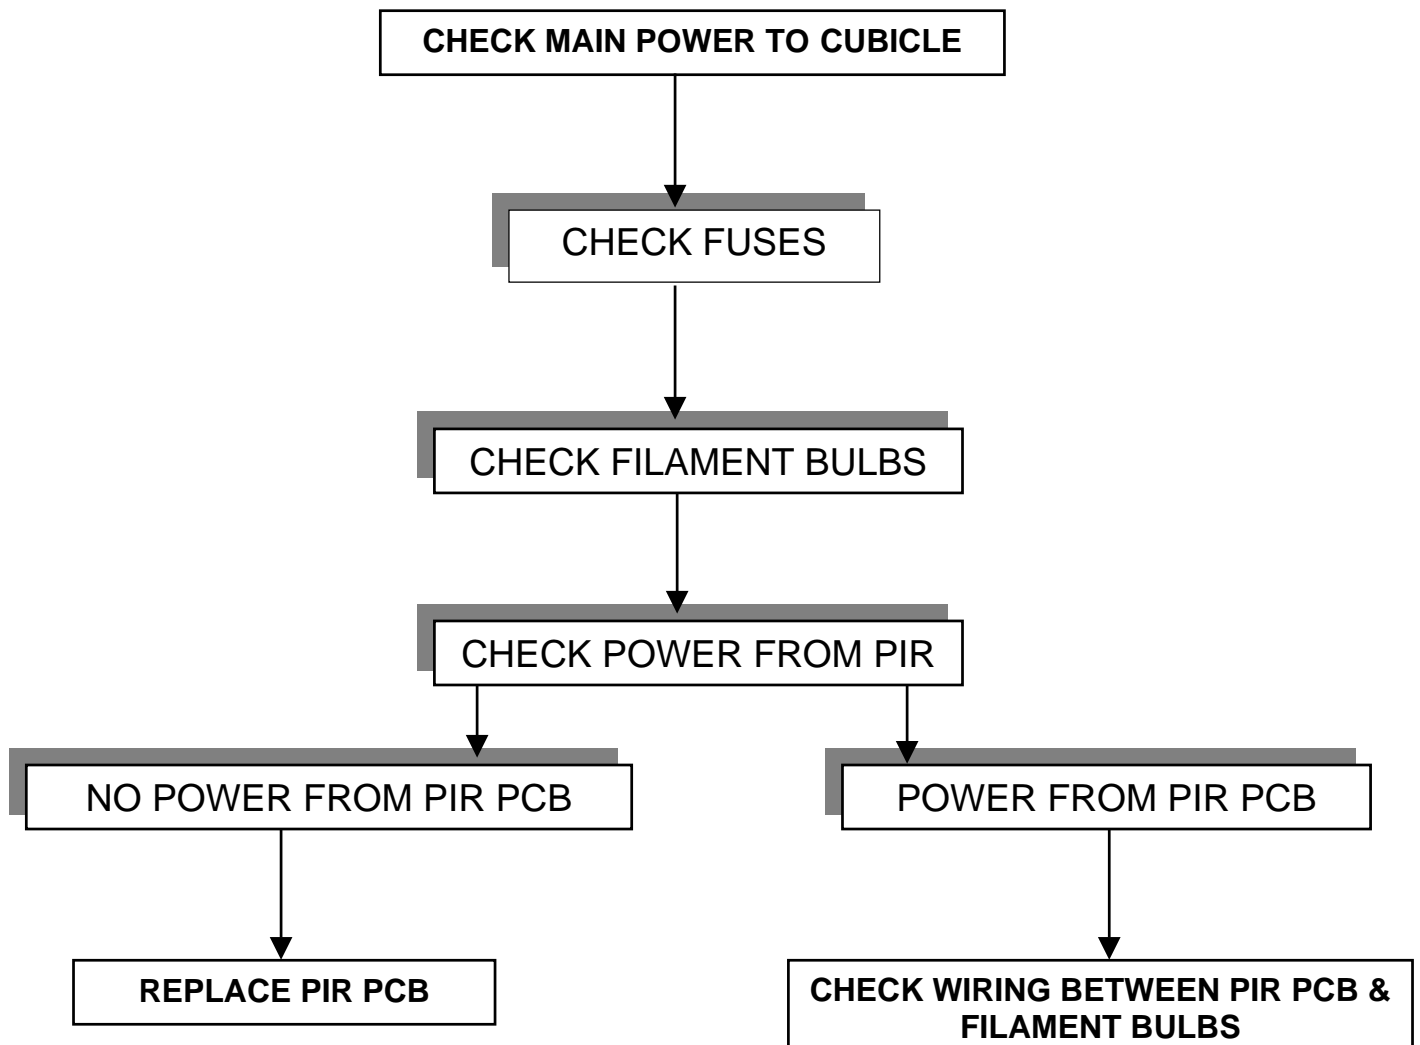 CHECK MAIN POWER TO CUBICLE
CHECK FUSES
CHECK FILAMENT BULBS
CHECK POWER FROM PIR
NO POWER FROM PIR PCB
POWER FROM PIR PCB
REPLACE PIR PCB
CHECK WIRING BETWEEN PIR PCB &
FILAMENT BULBS